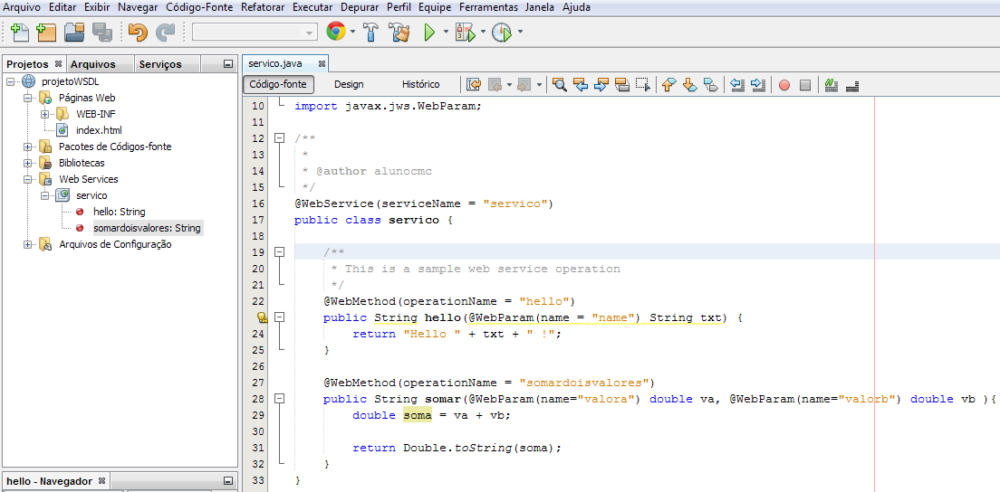 Arquivo Editar Exibir Navegar Código-Fonte Refatorar Executar Depurar Perfil Equipe Ferramentas Janela Ajuda
Projetos Arquivos Serviços
projetoWSDL
Páginas Web
WEB-INF
index.html
Pacotes de Códigos-fonte
Bibliotecas
Web Services
servico
hello: String
somardoisvalores: String
Arquivos de Configuração
hello - Navegador
servico.java
Código-fonte Design Histórico
10 import javax.jws.WebParam;
11
12 /**
13 *
14 * @author alunocmc
15 */
16 @WebService(serviceName = "servico")
17 public class servico {
18
19 /**
20 * This is a sample web service operation
21 */
22 @WebMethod(operationName = "hello")
public String hello(@WebParam(name = "name") String txt) {
24 return "Hello " + txt + " !";
25 }
26
27 @WebMethod(operationName = "somardoisvalores")
28 public String somar(@WebParam(name="valora") double va, @WebParam(name="valorb") double vb ){
29 double soma = va + vb;
30
31 return Double.toString(soma);
32 }
33 }